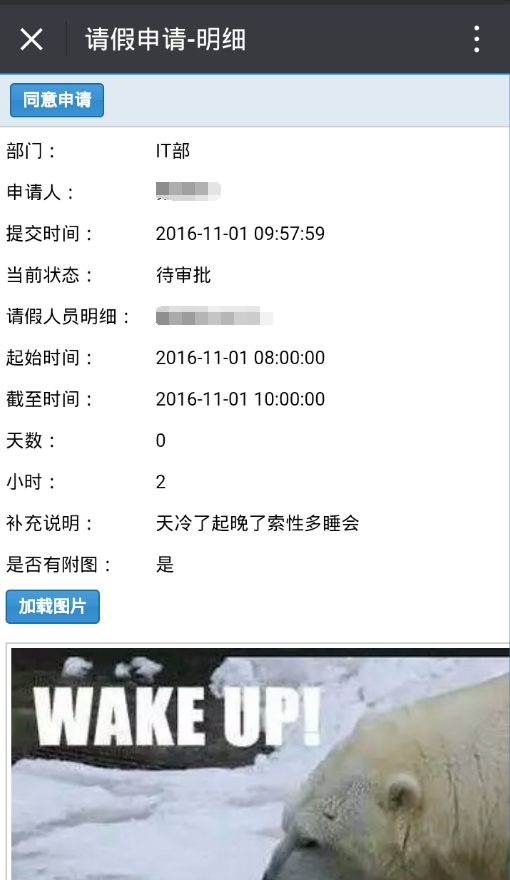 请假申请-明细
同意申请
部门： IT部
申请人：
提交时间： 2016-11-01 09:57:59
当前状态： 待审批
请假人员明细：
起始时间： 2016-11-01 08:00:00
截至时间： 2016-11-01 10:00:00
天数： 0
小时： 2
补充说明： 天冷了起晚了索性多睡会
是否有附图： 是
加载图片
WAKE UP!